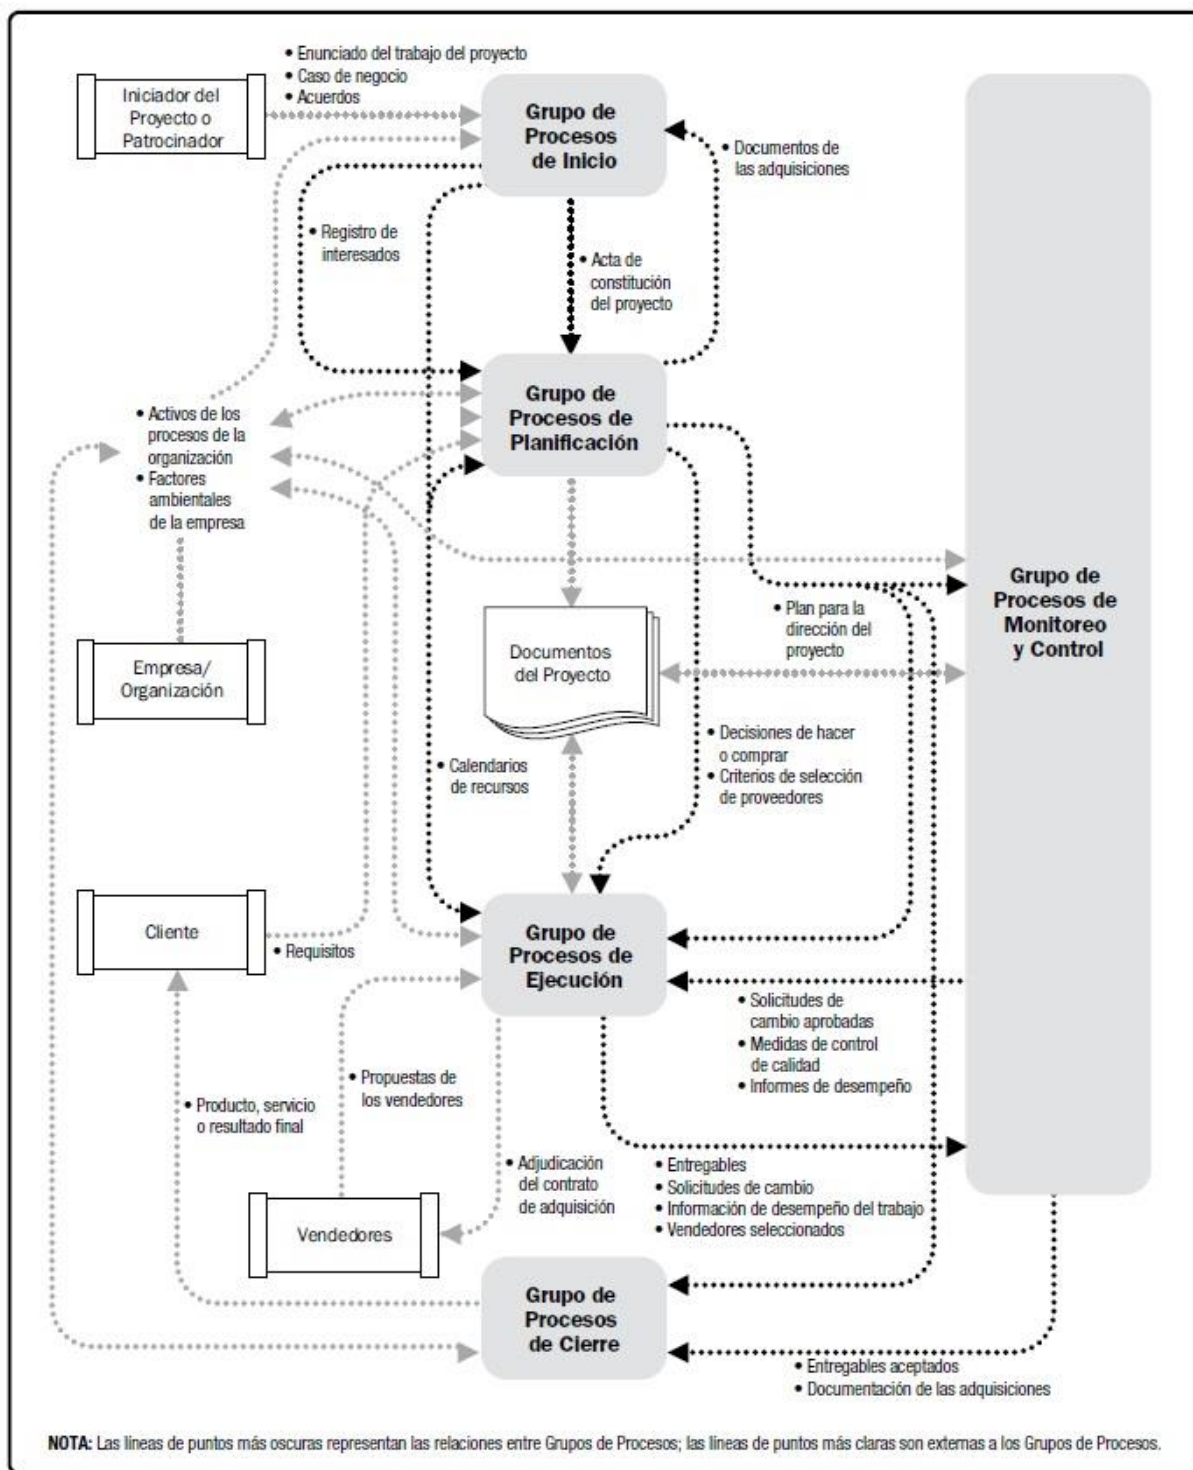 • Enunciado del trabajo del proyecto
• Caso de negocio
• Acuerdos
Iniciador del
Proyecto o
Patrocinador
Grupo de
Procesos
de Inicio
• Documentos de
las adquisiciones
• Registro de
interesados
• Acta de
constitución
del proyecto
Grupo de
Procesos de
Planificación
• Activos de los
procesos de la
organización
• Factores
ambientales
de la empresa
Grupo de
Procesos de
Monitoreo
y Control
• Plan para la
dirección del
proyecto
Documentos
del Proyecto
Empresa/
Organización
• Decisiones de hacer
o comprar
• Criterios de selección
de proveedores
• Calendarios
de recursos
Cliente
• Requisitos
Grupo de
Procesos de
Ejecución
• Solicitudes de
cambio aprobadas
• Medidas de control
de calidad
• Informes de desempeño
• Propuestas de
los vendedores
• Producto, servicio
o resultado final
• Adjudicación
del contrato
de adquisición
• Entregables
• Solicitudes de cambio
• Información de desempeño del trabajo
• Vendedores seleccionados
Vendedores
Grupo de
Procesos
de Cierre
• Entregables aceptados
• Documentación de las adquisiciones
NOTA: Las líneas de puntos más oscuras representan las relaciones entre Grupos de Procesos; las líneas de puntos más claras son externas a los Grupos de Procesos.